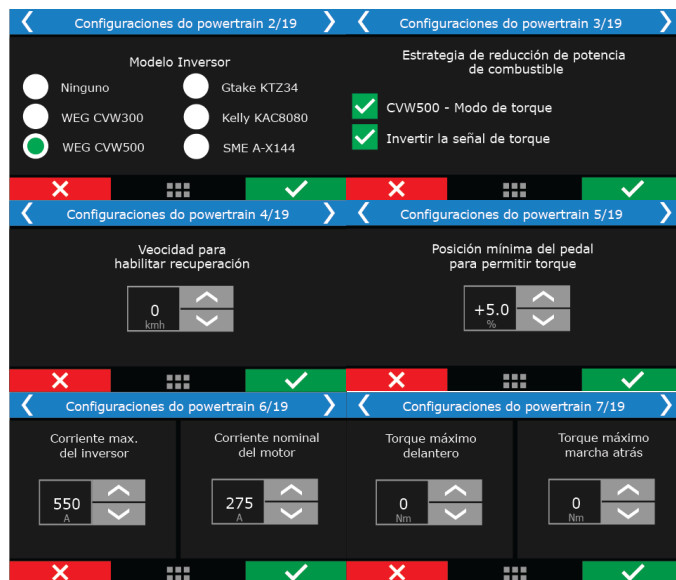 Configuraciones do powertrain 2/19
Modelo Inversor
Ninguno
Gtake KTZ34
WEG CVW300
Kelly KAC8080
WEG CVW500
SME A-X144
Configuraciones do powertrain 3/19
Estrategia de reducción de potencia
de combustible
CVW500 - Modo de torque
Invertir la señal de torque
Configuraciones do powertrain 4/19
Veocidad para
habilitar recuperación
0
kmh
Configuraciones do powertrain 5/19
Posición mínima del pedal
para permitir torque
+5.0
%
Configuraciones do powertrain 6/19
Corriente max.
del inversor
550
A
Corriente nominal
del motor
275
A
Configuraciones do powertrain 7/19
Torque máximo
delantero
0
Nm
Torque máximo
marcha atrás
0
Nm